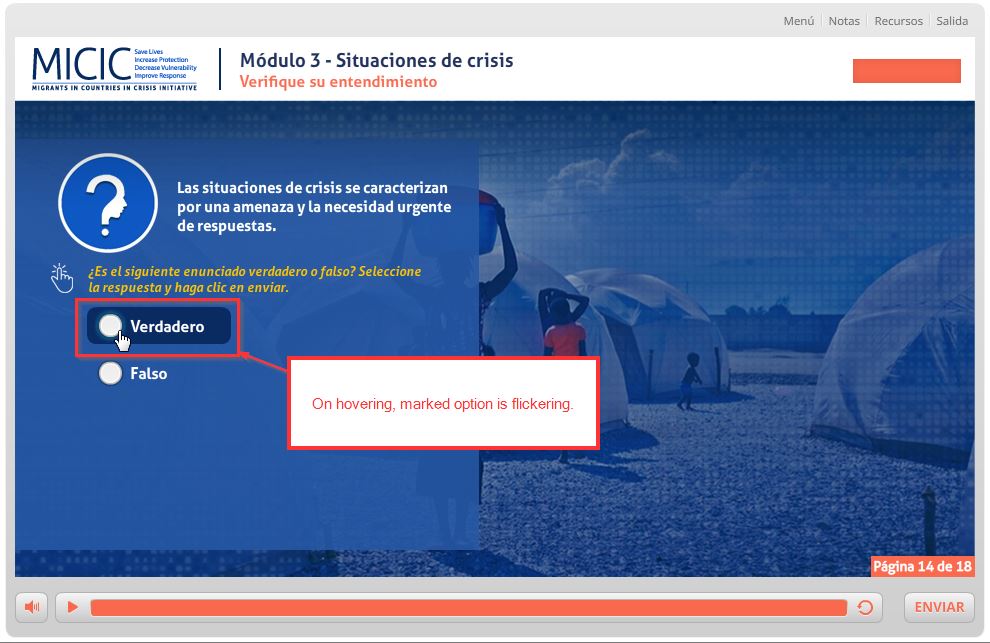 Menú Notas Recursos Salida
MICIC
Save Lives
Increase Protection
Decrease Vulnerability
Improve Response
MIGRANTS IN COUNTRIES IN CRISIS INITIATIVE
Módulo 3 - Situaciones de crisis
Verifique su entendimiento
Las situaciones de crisis se caracterizan
por una amenaza y la necesidad urgente
de respuestas.
¿Es el siguiente enunciado verdadero o falso? Seleccione
la respuesta y haga clic en enviar.
Verdadero
Falso
On hovering, marked option is flickering.
Página 14 de 18
ENVIAR